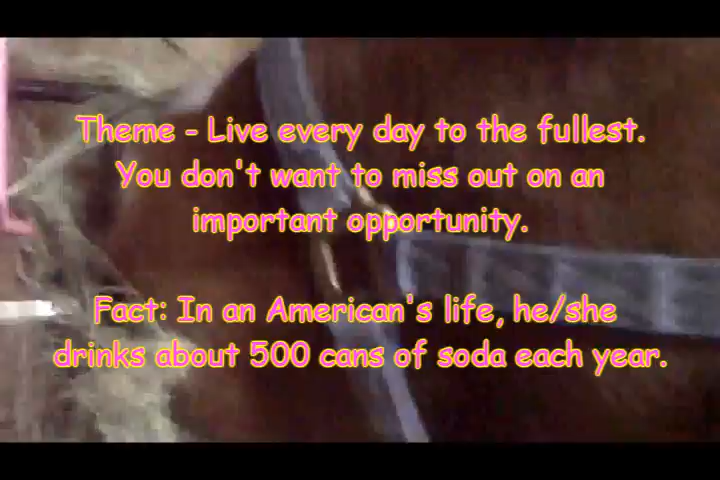 Theme - Live every day to the fullest.
You don't want to miss out on an
important opportunity.
Fact: In an American's life, he/she
drinks about 500 cans of soda each year.